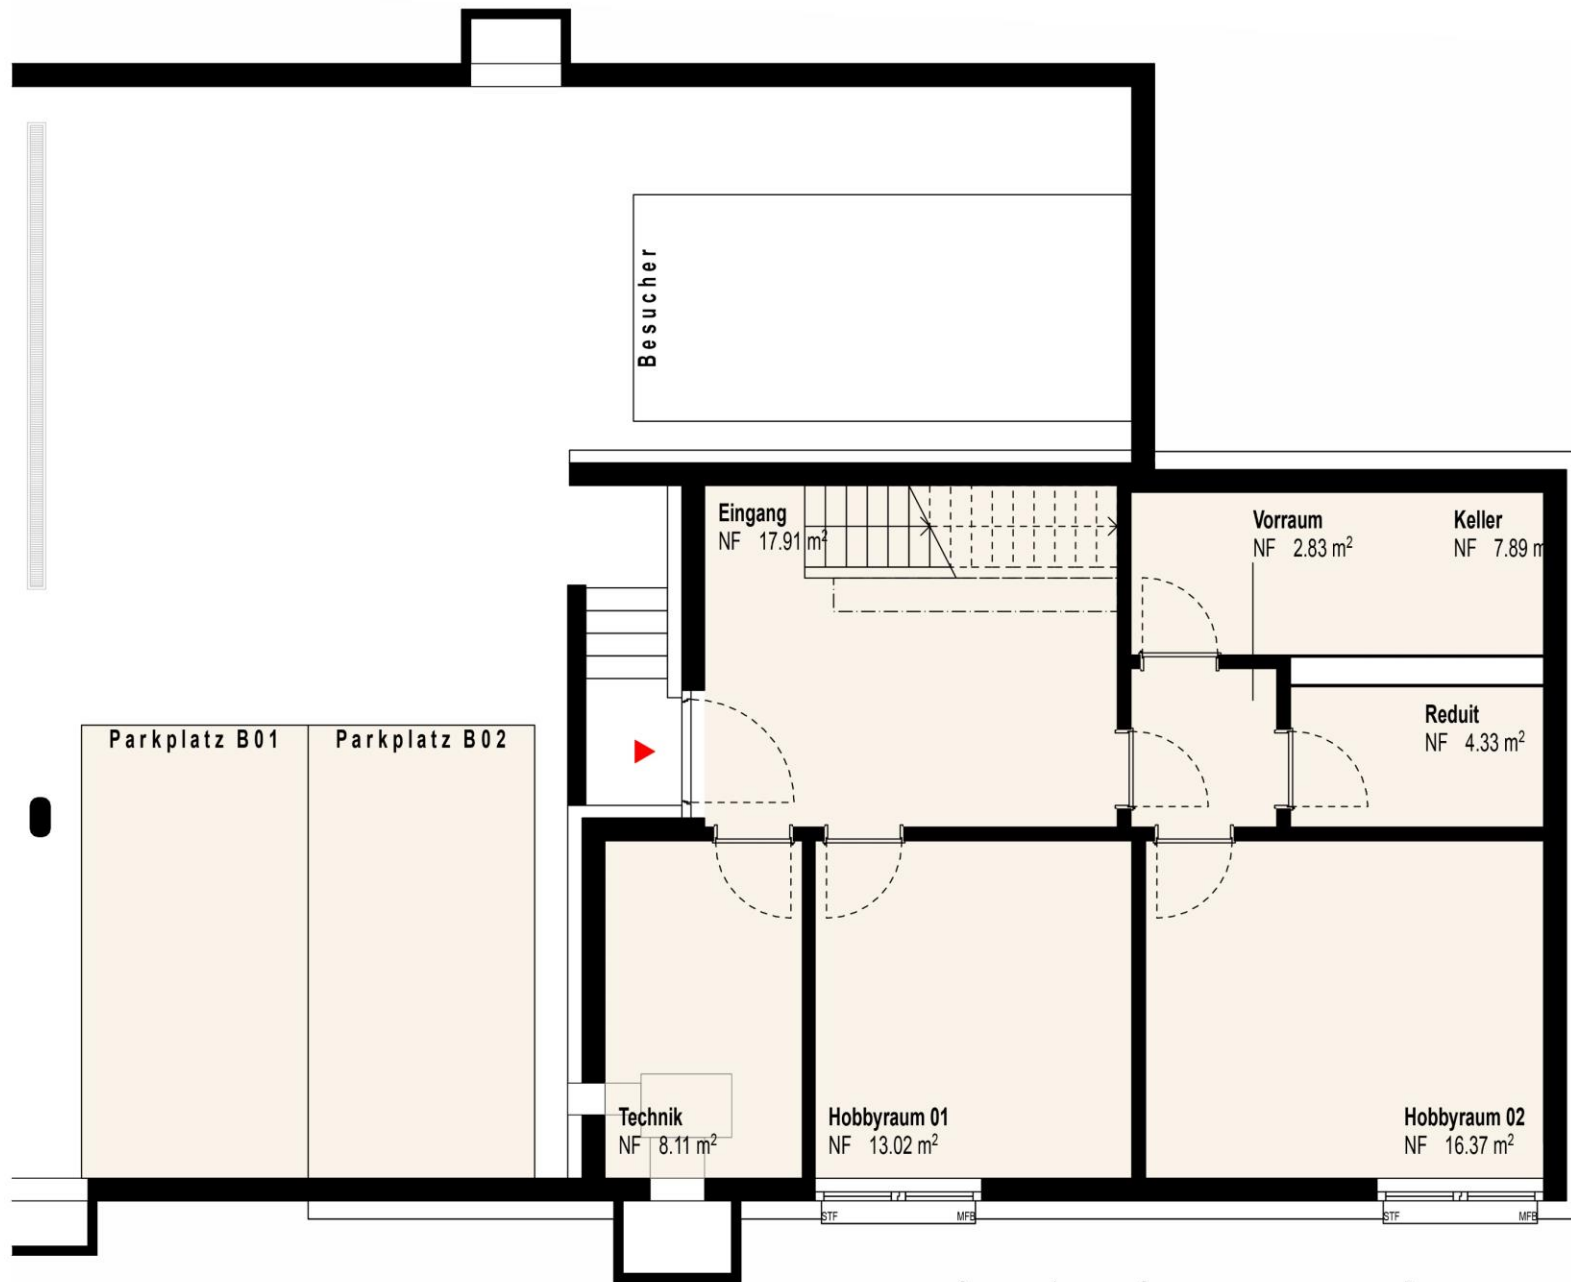 Besucher
Eingang
NF 17.91 m²
Vorraum
NF 2.83 m²
Keller
NF 7.89 m
Reduit
NF 4.33 m²
Parkplatz B01
Parkplatz B02
Technik
NF 8.11 m²
Hobbyraum 01
NF 13.02 m²
Hobbyraum 02
NF 16.37 m²
STF
MFB
STF
MFB